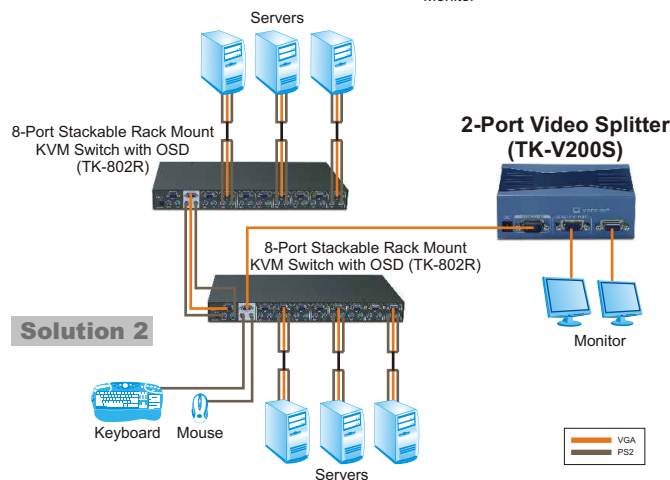 Monitor
Servers
8-Port Stackable Rack Mount
KVM Switch with OSD
(TK-802R)
2-Port Video Splitter
(TK-V200S)
8-Port Stackable Rack Mount
KVM Switch with OSD (TK-802R)
Solution 2
Monitor
Keyboard Mouse
Servers
VGA
PS2